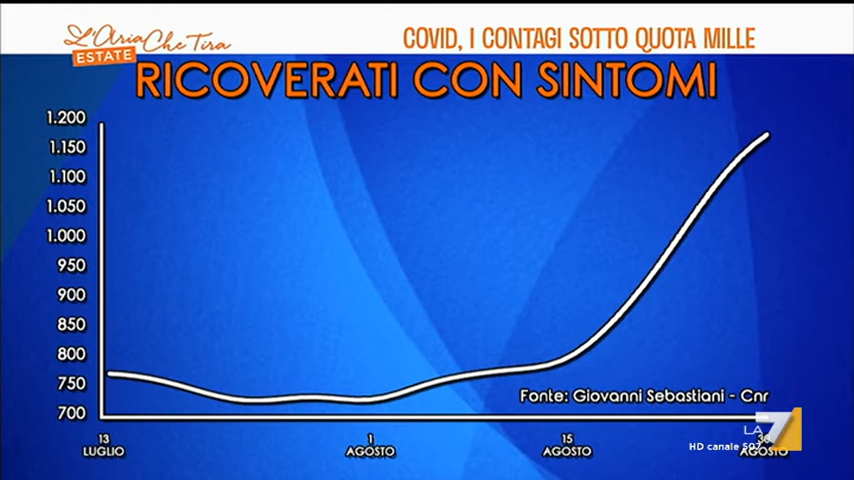 L'Aria Che Tira
ESTATE
COVID, I CONTAGI SOTTO QUOTA MILLE
RICOVERATI CON SINTOMI
1.200
1.150
1.100
1.050
1.000
950
900
850
800
750
700
Fonte: Giovanni Sebastiani - Cnr
13
LUGLIO
1
AGOSTO
15
AGOSTO
AGOSTO
LA 7
HD canale 507